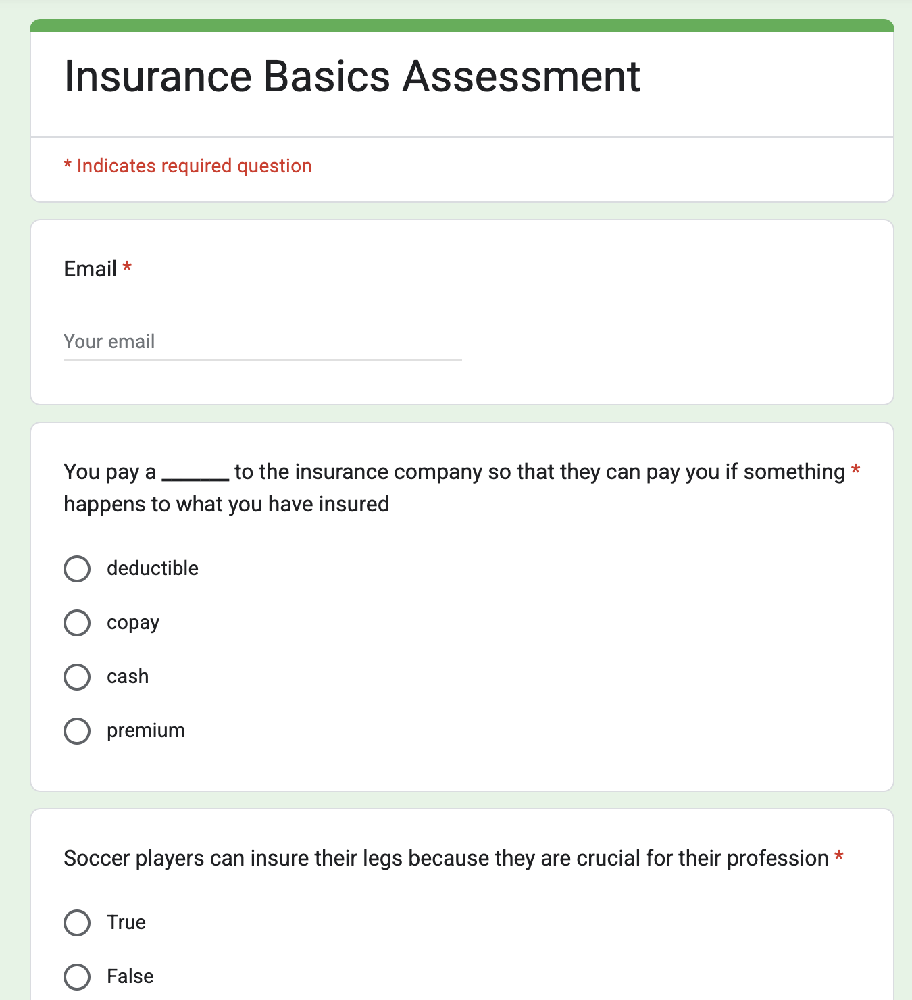 Insurance Basics Assessment
* Indicates required question
Email *
Your email
You pay a ______ to the insurance company so that they can pay you if something *
happens to what you have insured
deductible
copay
cash
premium
Soccer players can insure their legs because they are crucial for their profession *
True
False